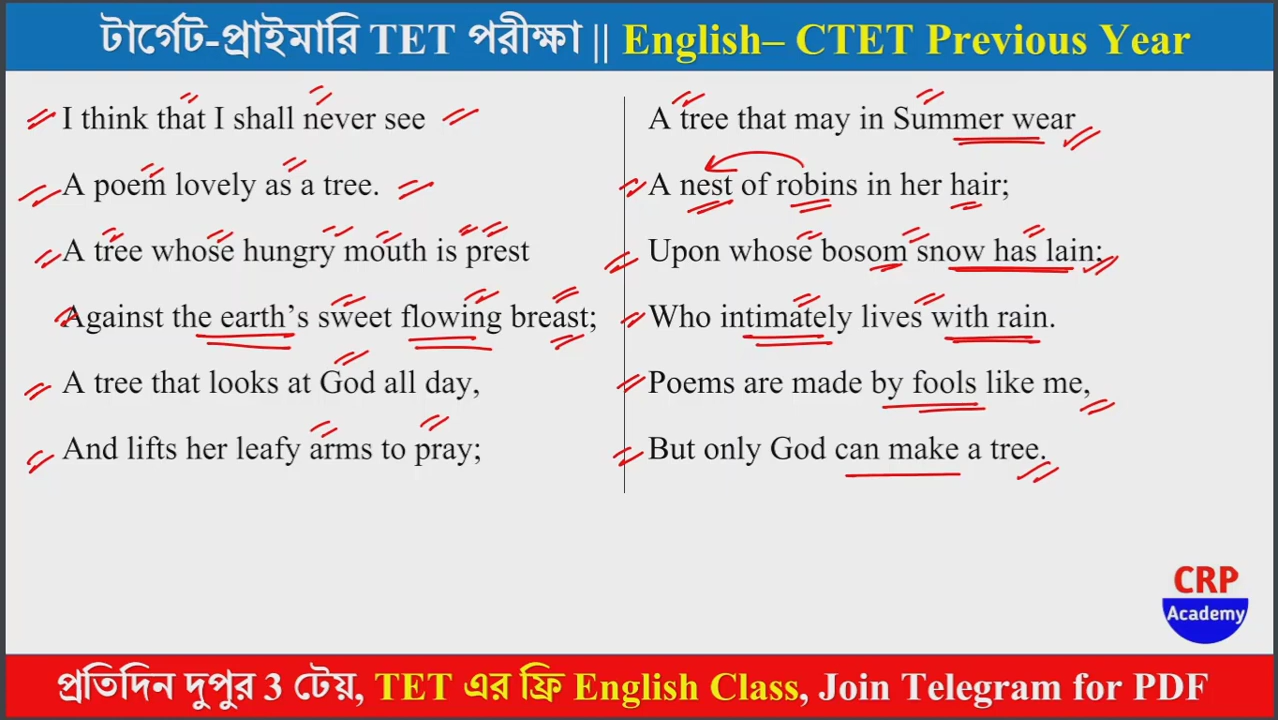 টার্গেট-প্রাইমারি TET পরীক্ষা || English– CTET Previous Year
I think that I shall never see
A poem lovely as a tree.
A tree whose hungry mouth is prest
Against the earth’s sweet flowing breast;
A tree that looks at God all day,
And lifts her leafy arms to pray;
A tree that may in Summer wear
A nest of robins in her hair;
Upon whose bosom snow has lain;
Who intimately lives with rain.
Poems are made by fools like me,
But only God can make a tree.
CRP
Academy
প্রতিদিন দুপুর 3 টেয়, TET এর ফ্রি English Class, Join Telegram for PDF